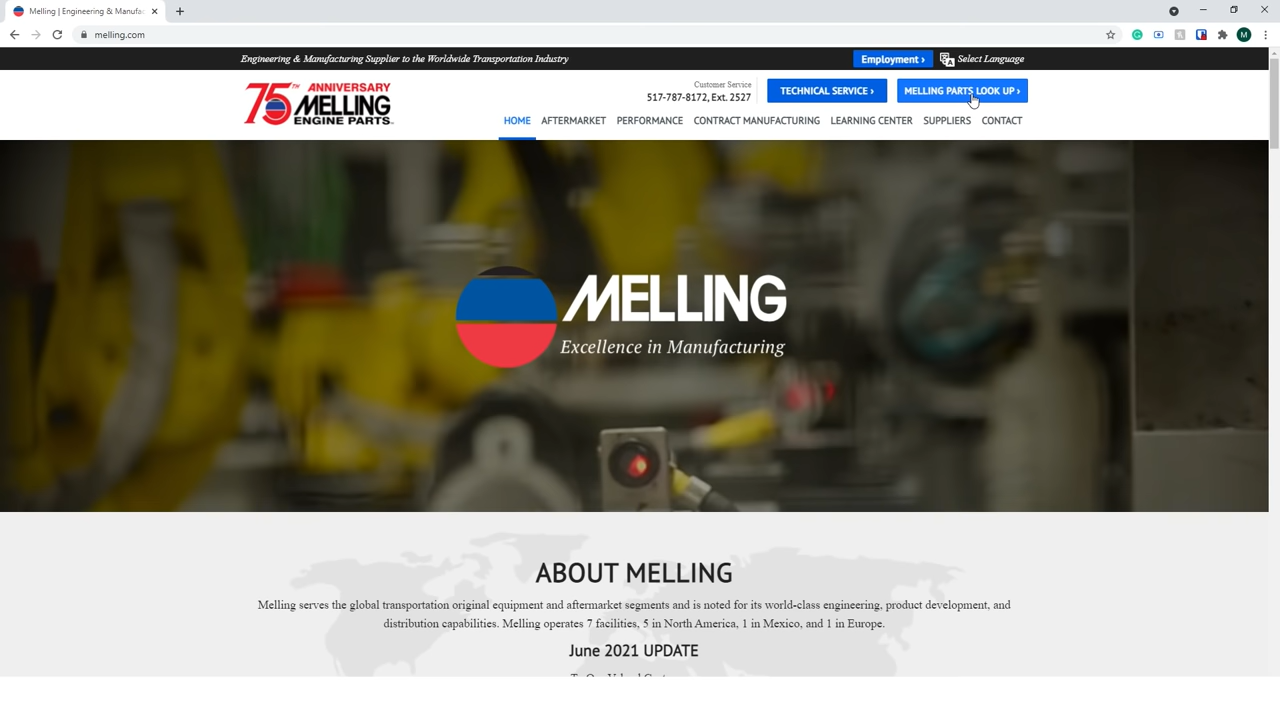 Melling | Engineering & Manufac
melling.com
M
Engineering & Manufacturing Supplier to the Worldwide Transportation Industry
Employment ›
Select Language
75TH ANNIVERSARY
MELLING
ENGINE PARTS
Customer Service
517-787-8172, Ext. 2527
TECHNICAL SERVICE ›
MELLING PARTS LOOK UP ›
HOME
AFTERMARKET
PERFORMANCE
CONTRACT MANUFACTURING
LEARNING CENTER
SUPPLIERS
CONTACT
MELLING
Excellence in Manufacturing
ABOUT MELLING
Melling serves the global transportation original equipment and aftermarket segments and is noted for its world-class engineering, product development, and
distribution capabilities. Melling operates 7 facilities, 5 in North America, 1 in Mexico, and 1 in Europe.
June 2021 UPDATE